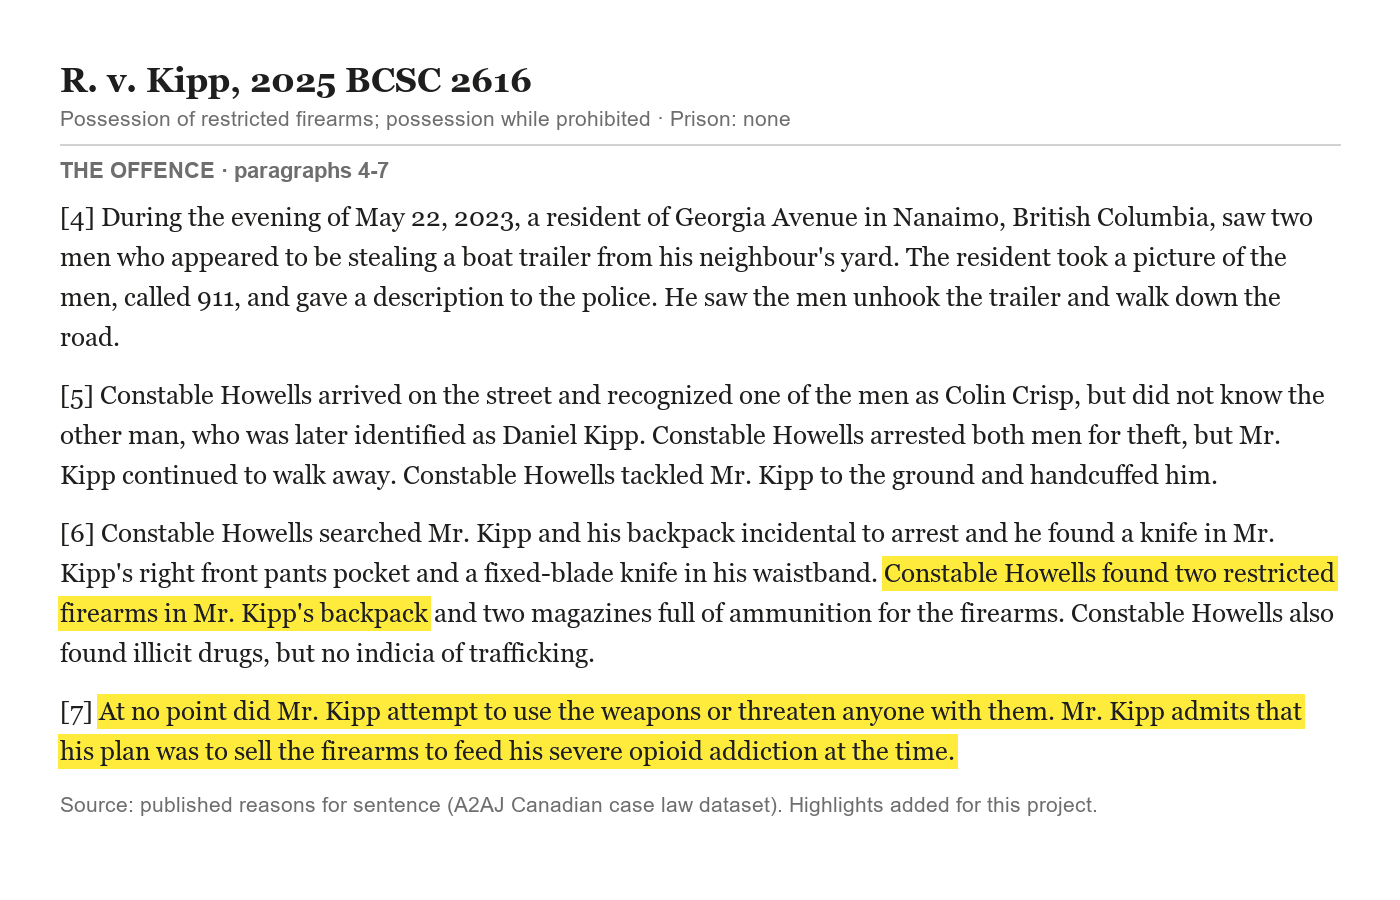 R. v. Kipp, 2025 BCSC 2616
Possession of restricted firearms; possession while prohibited · Prison: none
THE OFFENCE · paragraphs 4-7
[4] During the evening of May 22, 2023, a resident of Georgia Avenue in Nanaimo, British Columbia, saw two
men who appeared to be stealing a boat trailer from his neighbour's yard. The resident took a picture of the
men, called 911, and gave a description to the police. He saw the men unhook the trailer and walk down the
road.
[5] Constable Howells arrived on the street and recognized one of the men as Colin Crisp, but did not know the
other man, who was later identified as Daniel Kipp. Constable Howells arrested both men for theft, but Mr.
Kipp continued to walk away. Constable Howells tackled Mr. Kipp to the ground and handcuffed him.
[6] Constable Howells searched Mr. Kipp and his backpack incidental to arrest and he found a knife in Mr.
Kipp's right front pants pocket and a fixed-blade knife in his waistband. Constable Howells found two restricted
firearms in Mr. Kipp's backpack and two magazines full of ammunition for the firearms. Constable Howells also
found illicit drugs, but no indicia of trafficking.
[7] At no point did Mr. Kipp attempt to use the weapons or threaten anyone with them. Mr. Kipp admits that
his plan was to sell the firearms to feed his severe opioid addiction at the time.
Source: published reasons for sentence (A2AJ Canadian case law dataset). Highlights added for this project.